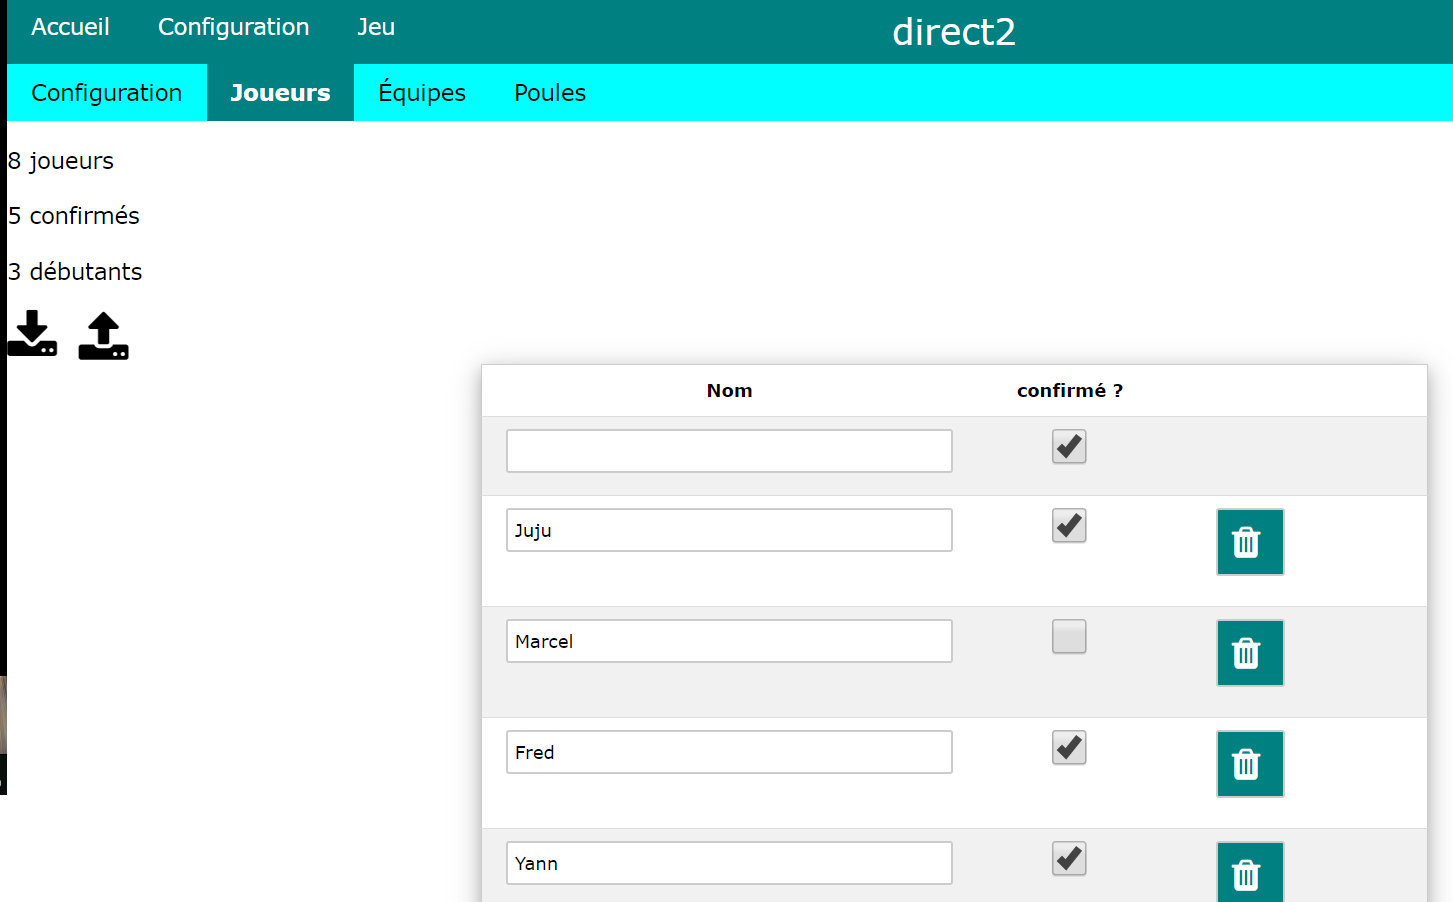 Accueil Configuration Jeu direct2
Configuration Joueurs Équipes Poules
8 joueurs
5 confirmés
3 débutants
Nom confirmé ?
Juju
Marcel
Fred
Yann